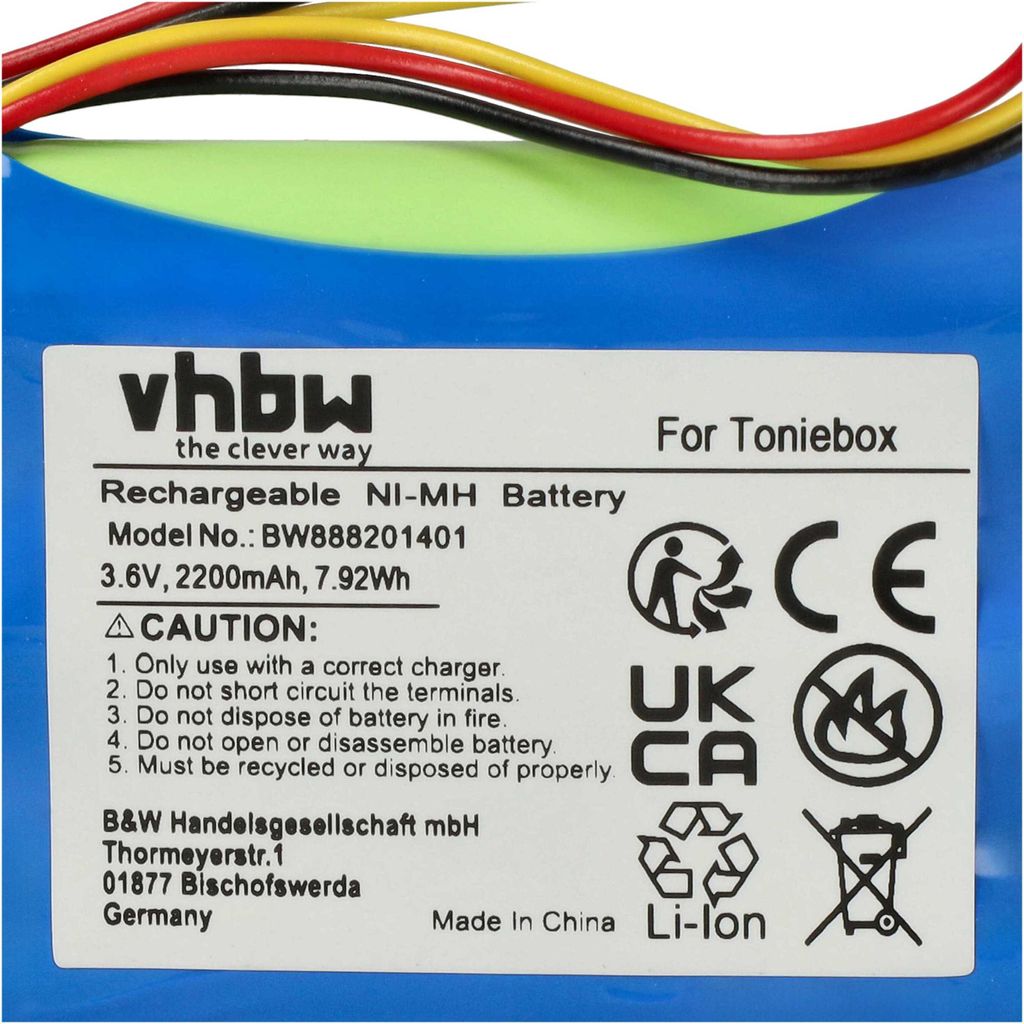 vhbw
the clever way
For Toniebox
Rechargeable NI-MH Battery
Model No.: BW888201401
3.6V, 2200mAh, 7.92Wh
⚠ CAUTION:
1. Only use with a correct charger.
2. Do not short circuit the terminals.
3. Do not dispose of battery in fire.
4. Do not open or disassemble battery.
5. Must be recycled or disposed of properly.
CE
UK
CA
B&W Handelsgesellschaft mbH
Thormeyerstr.1
01877 Bischofswerda
Germany
Made In China
Li-Ion